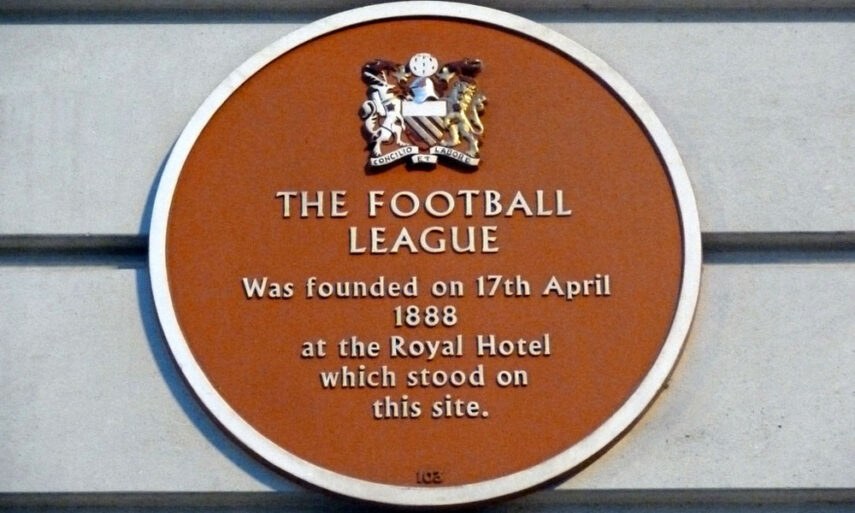 CONCILIO ET LABORE
THE FOOTBALL
LEAGUE
Was founded on 17th April
1888
at the Royal Hotel
which stood on
this site.
103